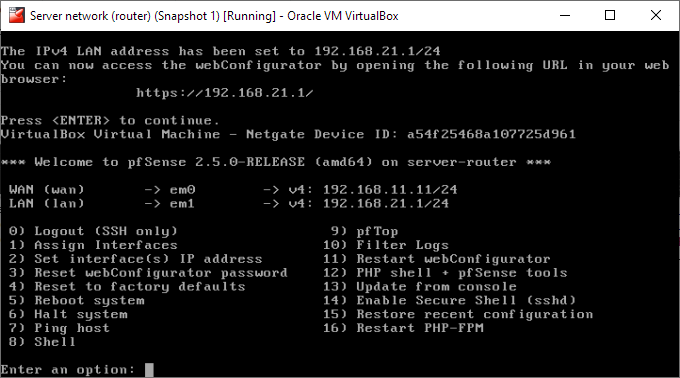 Server network (router) (Snapshot 1) [Running] - Oracle VM VirtualBox
The IPv4 LAN address has been set to 192.168.21.1/24
You can now access the webConfigurator by opening the following URL in your web
browser:
https://192.168.21.1/
Press <ENTER> to continue.
VirtualBox Virtual Machine - Netgate Device ID: a54f25468a107725d961
*** Welcome to pfSense 2.5.0-RELEASE (amd64) on server-router ***
WAN (wan) -> em0 -> v4: 192.168.11.11/24
LAN (lan) -> em1 -> v4: 192.168.21.1/24
0) Logout (SSH only) 9) pfTop
1) Assign Interfaces 10) Filter Logs
2) Set interface(s) IP address 11) Restart webConfigurator
3) Reset webConfigurator password 12) PHP shell + pfSense tools
4) Reset to factory defaults 13) Update from console
5) Reboot system 14) Enable Secure Shell (sshd)
6) Halt system 15) Restore recent configuration
7) Ping host 16) Restart PHP-FPM
8) Shell
Enter an option: